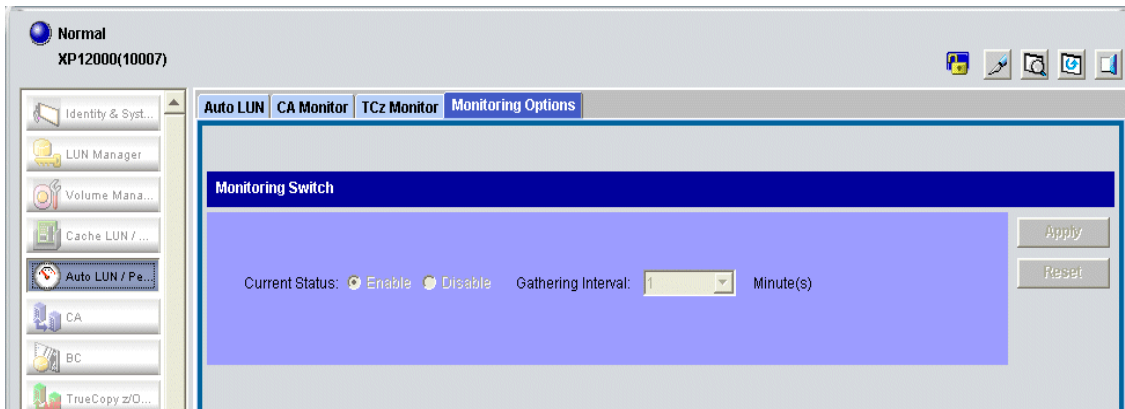 Normal
XP12000(10007)
Identity & Syst...
LUN Manager
Volume Mana...
Cache LUN / ...
Auto LUN / Pe...
CA
BC
TrueCopy z/O...
Auto LUN CA Monitor TCz Monitor Monitoring Options
Monitoring Switch
Current Status: Enable Disable Gathering Interval: 1 Minute(s)
Apply
Reset